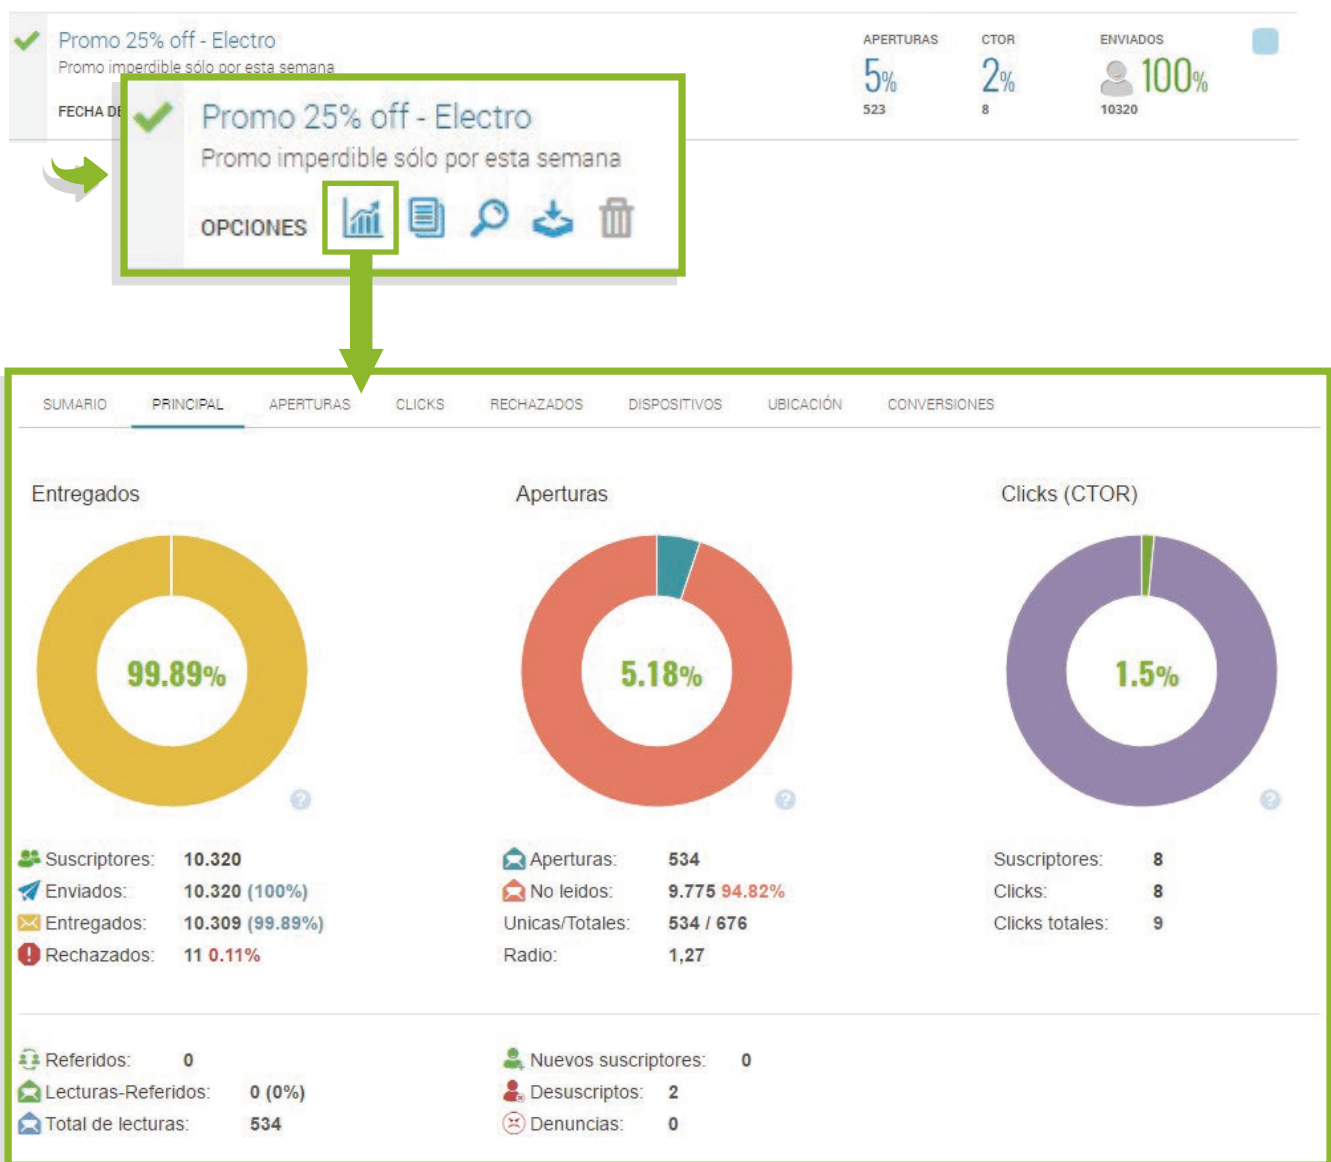 Promo 25% off - Electro
Promo imperdible sólo por esta semana
FECHA DE
APERTURAS CTOR ENVIADOS
5% 2% 100%
523 8 10320
Promo 25% off - Electro
Promo imperdible sólo por esta semana
OPCIONES
SUMARIO PRINCIPAL APERTURAS CLICKS RECHAZADOS DISPOSITIVOS UBICACIÓN CONVERSIONES
Entregados
99.89%
?
Suscriptores: 10.320
Enviados: 10.320 (100%)
Entregados: 10.309 (99.89%)
Rechazados: 11 0.11%
Aperturas
5.18%
?
Aperturas: 534
No leidos: 9.775 94.82%
Unicas/Totales: 534 / 676
Radio: 1,27
Clicks (CTOR)
1.5%
?
Suscriptores: 8
Clicks: 8
Clicks totales: 9
Referidos: 0
Lecturas-Referidos: 0 (0%)
Total de lecturas: 534
Nuevos suscriptores: 0
Desuscriptos: 2
Denuncias: 0